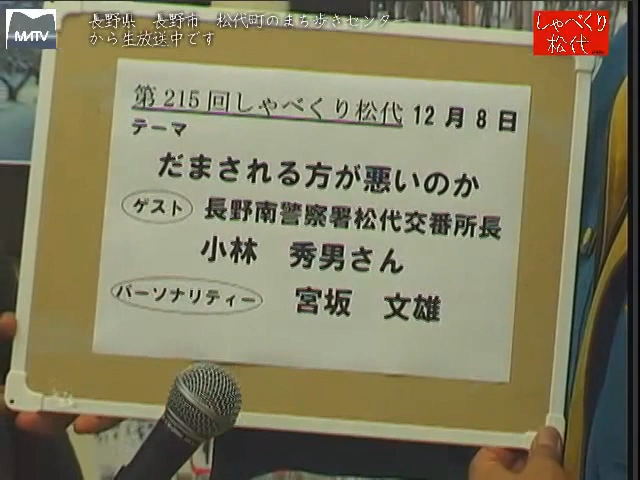 MATV
長野県 長野市 松代町のまち歩きセンター
から生放送中です
しゃべくり
松代
第215回しゃべくり松代 12月8日
テーマ
だまされる方が悪いのか
ゲスト 長野南警察署松代交番所長
小林 秀男さん
パーソナリティー 宮坂 文雄